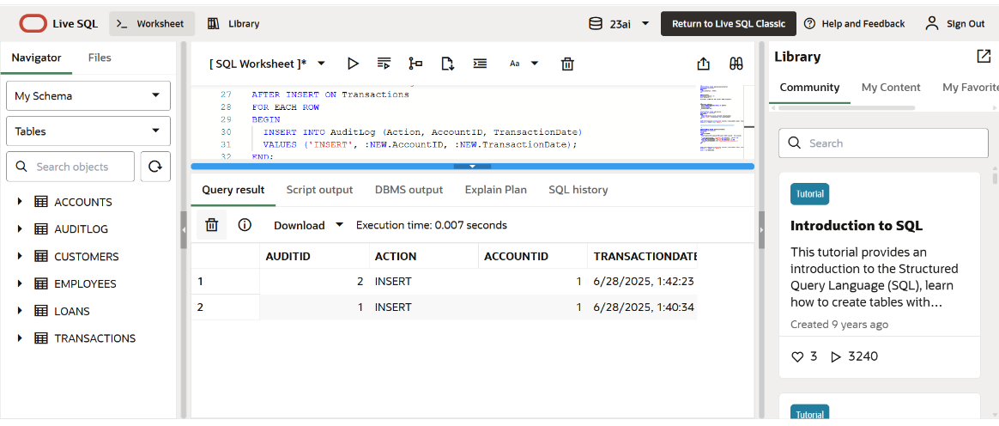 Live SQL
Worksheet
Library
23ai
Return to Live SQL Classic
Help and Feedback
Sign Out
Navigator
Files
My Schema
Tables
Search objects
ACCOUNTS
AUDITLOG
CUSTOMERS
EMPLOYEES
LOANS
TRANSACTIONS
[ SQL Worksheet ]*
Aa
27 AFTER INSERT ON Transactions
28 FOR EACH ROW
29 BEGIN
30 INSERT INTO AuditLog (Action, AccountID, TransactionDate)
31 VALUES ('INSERT', :NEW.AccountID, :NEW.TransactionDate);
32 END;
Query result
Script output
DBMS output
Explain Plan
SQL history
Download
Execution time: 0.007 seconds
AUDITID ACTION ACCOUNTID TRANSACTIONDATE
1 2 INSERT 1 6/28/2025, 1:42:23
2 1 INSERT 1 6/28/2025, 1:40:34
Library
Community
My Content
My Favorite
Search
Tutorial
Introduction to SQL
This tutorial provides an
introduction to the Structured
Query Language (SQL), learn
how to create tables with...
Created 9 years ago
3 3240
Tutorial